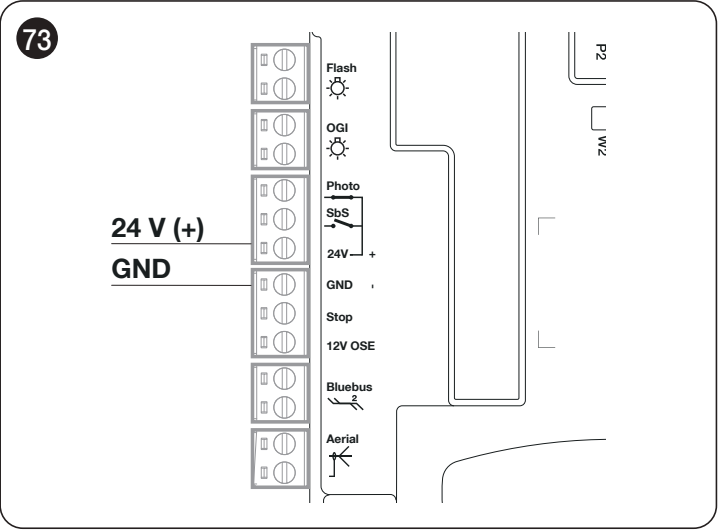 73
Flash
OGI
Photo
SbS
24V +
GND -
Stop
12V OSE
Bluebus
2
Aerial
24 V (+)
GND
P2
W2